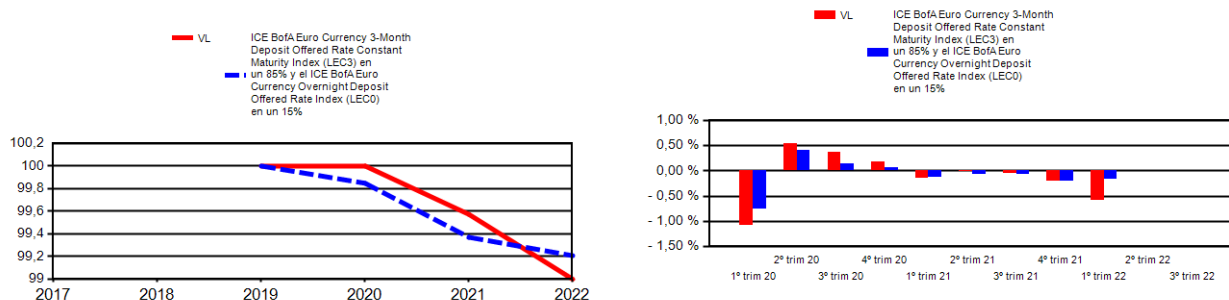 VL
ICE BofA Euro Currency 3-Month
Deposit Offered Rate Constant
Maturity Index (LEC3) en
un 85% y el ICE BofA Euro
Currency Overnight Deposit
Offered Rate Index (LEC0)
en un 15%
100,2
100
99,8
99,6
99,4
99,2
99
2017 2018 2019 2020 2021 2022
VL
ICE BofA Euro Currency 3-Month
Deposit Offered Rate Constant
Maturity Index (LEC3) en
un 85% y el ICE BofA Euro
Currency Overnight Deposit
Offered Rate Index (LEC0)
en un 15%
1,00 %
0,50 %
0,00 %
- 0,50 %
- 1,00 %
- 1,50 %
2º trim 20 4º trim 20 2º trim 21 4º trim 21 2º trim 22
1º trim 20 3º trim 20 1º trim 21 3º trim 21 1º trim 22 3º trim 22